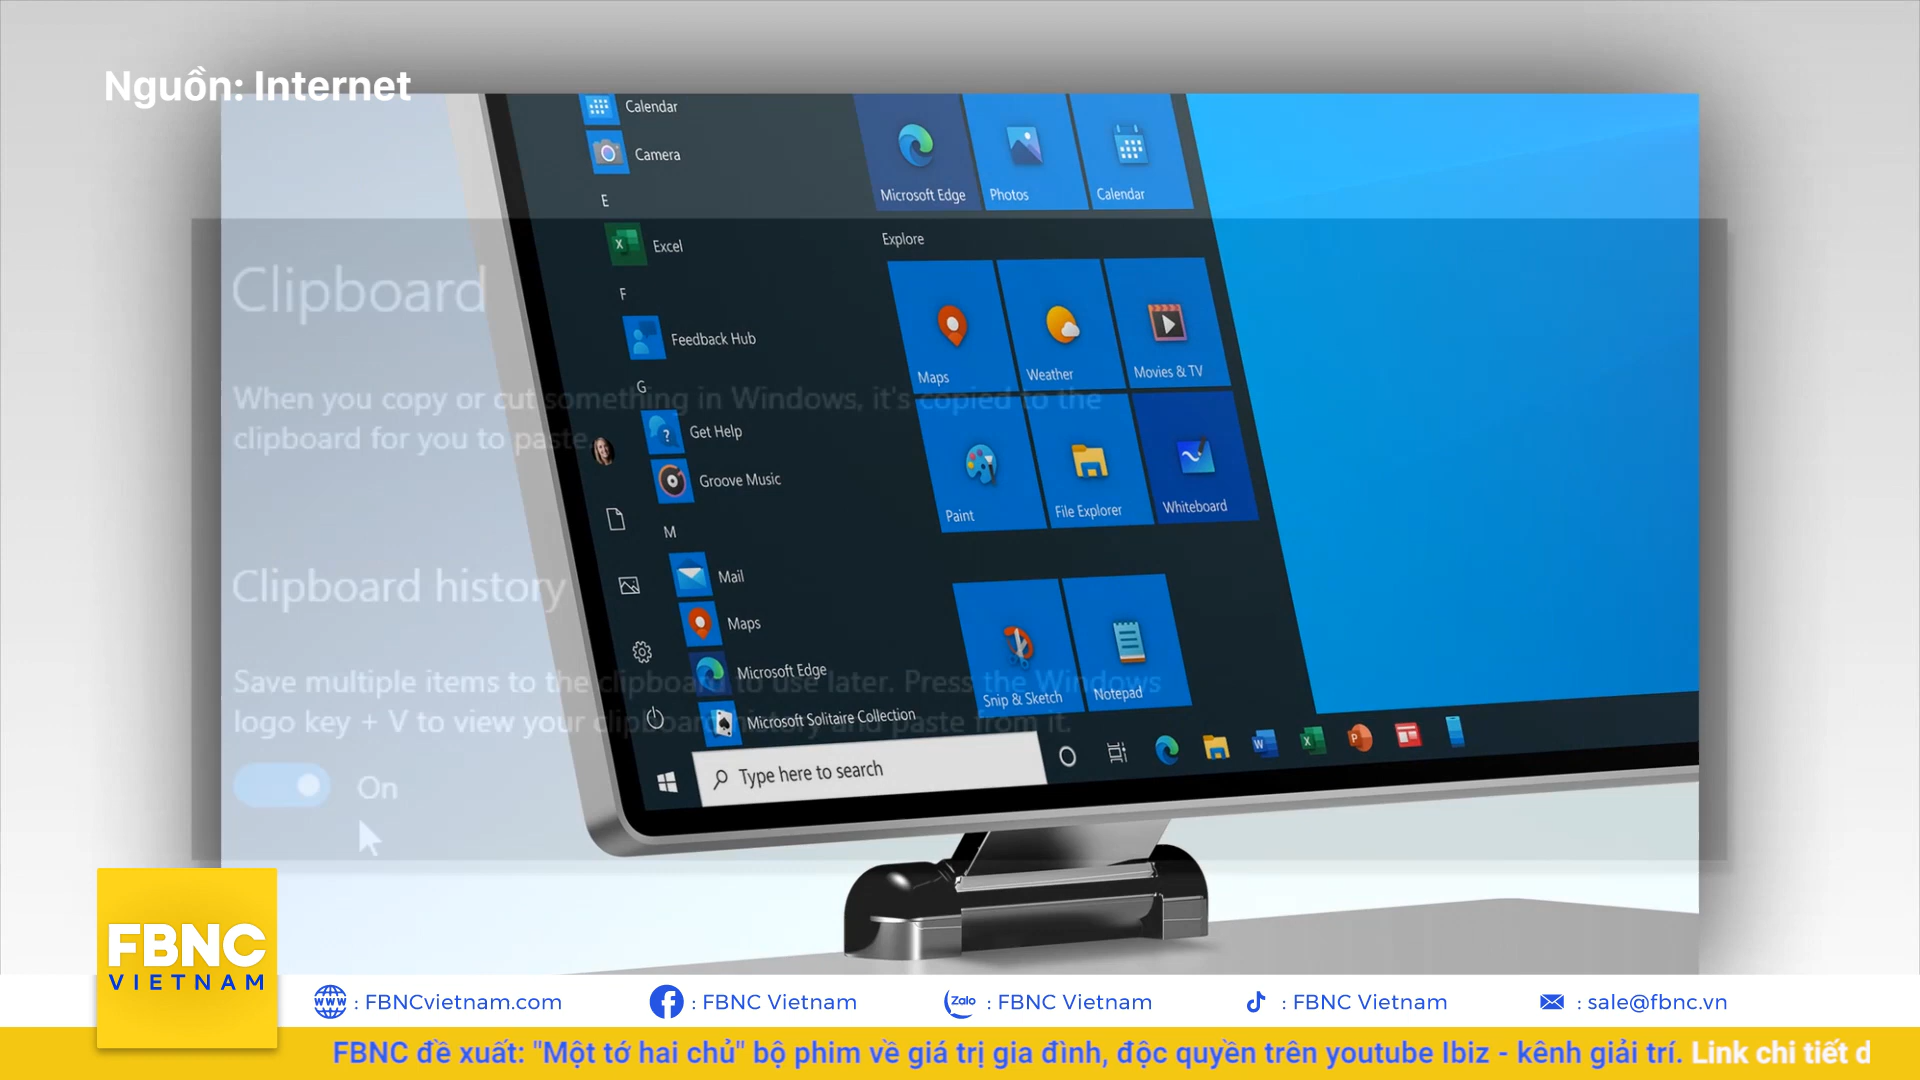 Nguồn: Internet
Calendar
Camera
E
Excel
F
Feedback Hub
G
Get Help
Groove Music
M
Mail
Maps
Microsoft Edge
Microsoft Solitaire Collection
Type here to search
Microsoft Edge
Photos
Calendar
Explore
Maps
Weather
Movies & TV
Paint
File Explorer
Whiteboard
Snip & Sketch
Notepad
Clipboard
When you copy or cut something in Windows, it's copied to the
clipboard for you to paste.
Clipboard history
Save multiple items to the clipboard to use later. Press the Windows
logo key + V to view your clipboard history and paste from it.
On
FBNC
VIETNAM
www : FBNCvietnam.com
: FBNC Vietnam
Zalo : FBNC Vietnam
: FBNC Vietnam
: sale@fbnc.vn
FBNC đề xuất: "Một tớ hai chủ" bộ phim về giá trị gia đình, độc quyền trên youtube Ibiz - kênh giải trí. Link chi tiết d